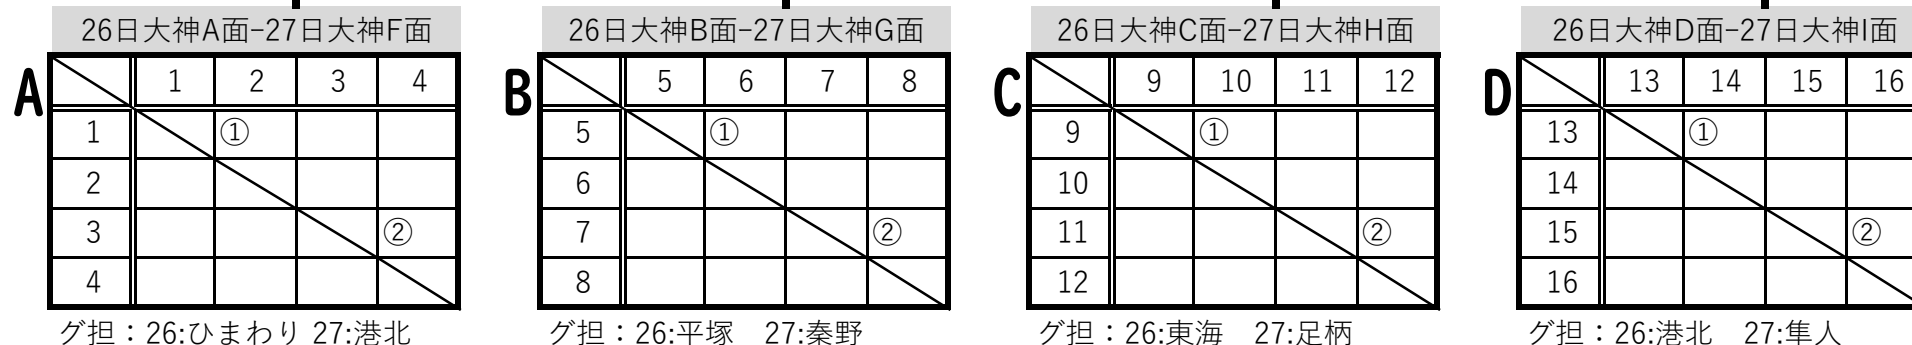 26日大神A面−27日大神F面
A
1 2 3 4
1 ①
2
3 ②
4
グ担：26:ひまわり 27:港北
26日大神B面−27日大神G面
B
5 6 7 8
5 ①
6
7 ②
8
グ担：26:平塚　27:秦野
26日大神C面−27日大神H面
C
9 10 11 12
9 ①
10
11 ②
12
グ担：26:東海　27:足柄
26日大神D面−27日大神I面
D
13 14 15 16
13 ①
14
15 ②
16
グ担：26:港北　27:隼人